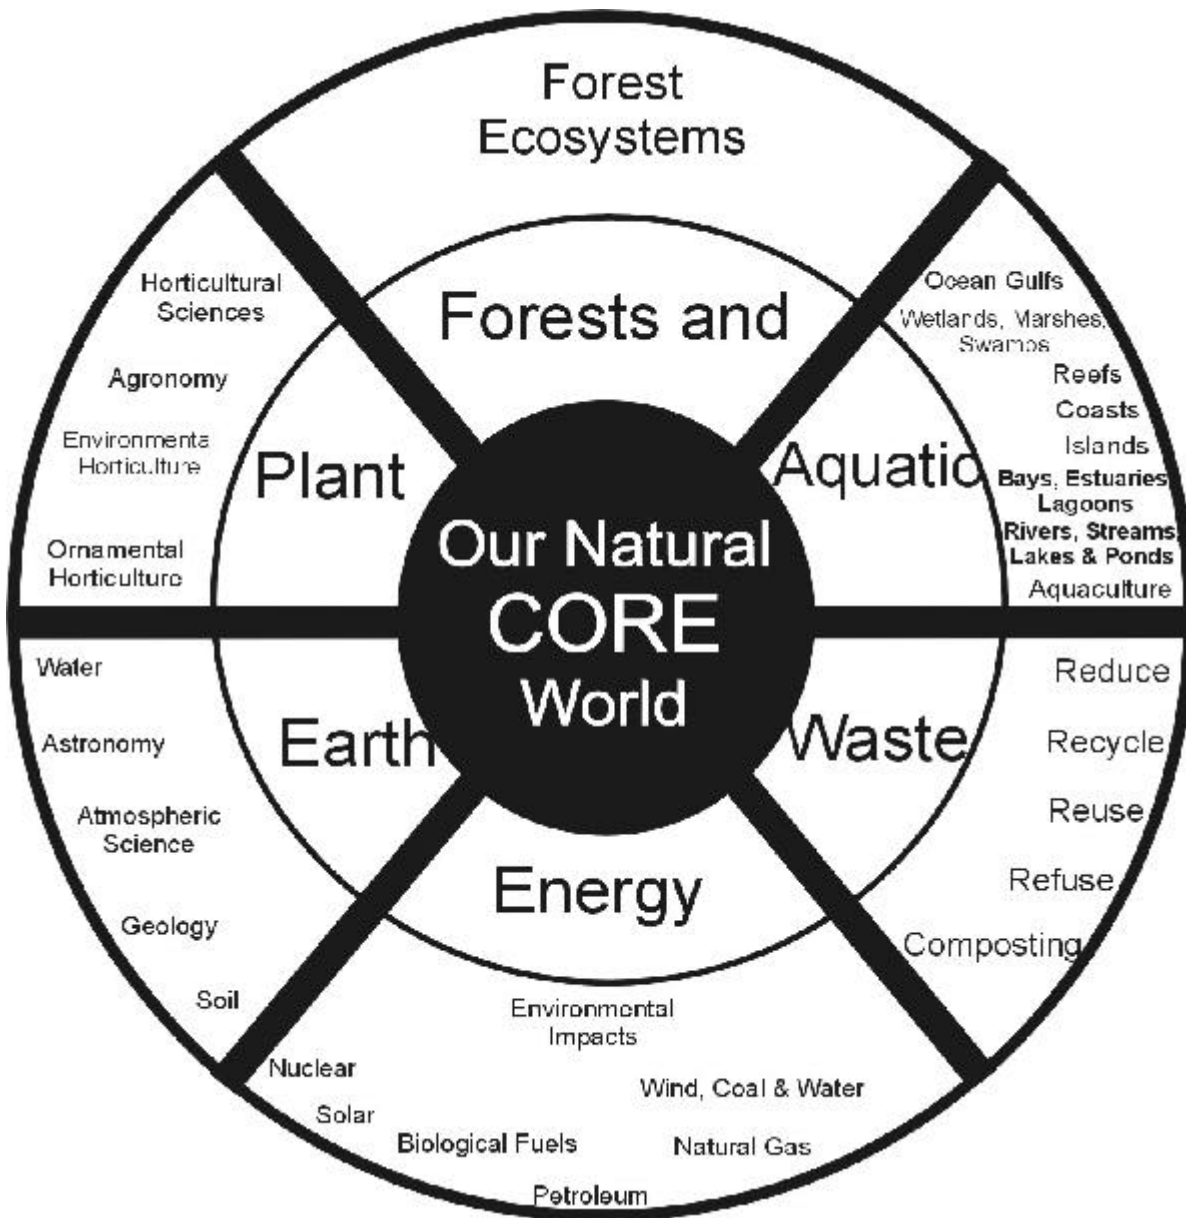 Forest
Ecosystems
Forests and
Horticultural
Sciences
Agronomy
Environmenta
Horticulture
Ornamental
Horticulture
Plant
Ocean Gulfs
Wetlands, Marshes,
Swamps
Reefs
Coasts
Islands
Bays, Estuaries
Lagoons
Rivers, Streams,
Lakes & Ponds
Aquaculture
Aquatic
Our Natural
CORE
World
Water
Astronomy
Atmospheric
Science
Geology
Soil
Earth
Waste
Reduce
Recycle
Reuse
Refuse
Composting
Energy
Environmental
Impacts
Nuclear
Wind, Coal & Water
Solar
Biological Fuels
Natural Gas
Petroleum